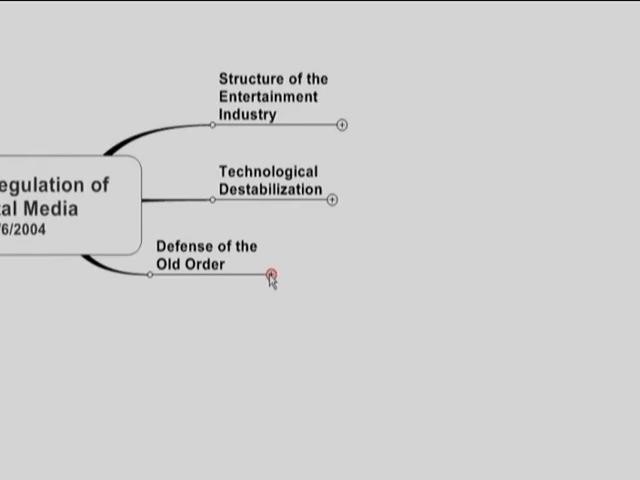 Structure of the
Entertainment
Industry
Technological
Destabilization
egulation of
al Media
6/2004
Defense of the
Old Order